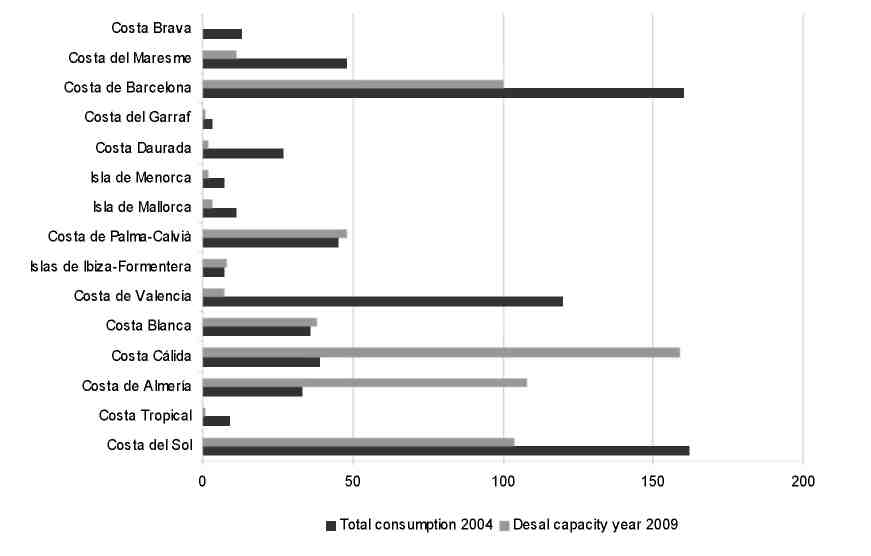 Costa Brava
Costa del Maresme
Costa de Barcelona
Costa del Garraf
Costa Daurada
Isla de Menorca
Isla de Mallorca
Costa de Palma-Calvià
Islas de Ibiza-Formentera
Costa de Valencia
Costa Blanca
Costa Cálida
Costa de Almería
Costa Tropical
Costa del Sol
0 50 100 150 200
Total consumption 2004 Desal capacity year 2009